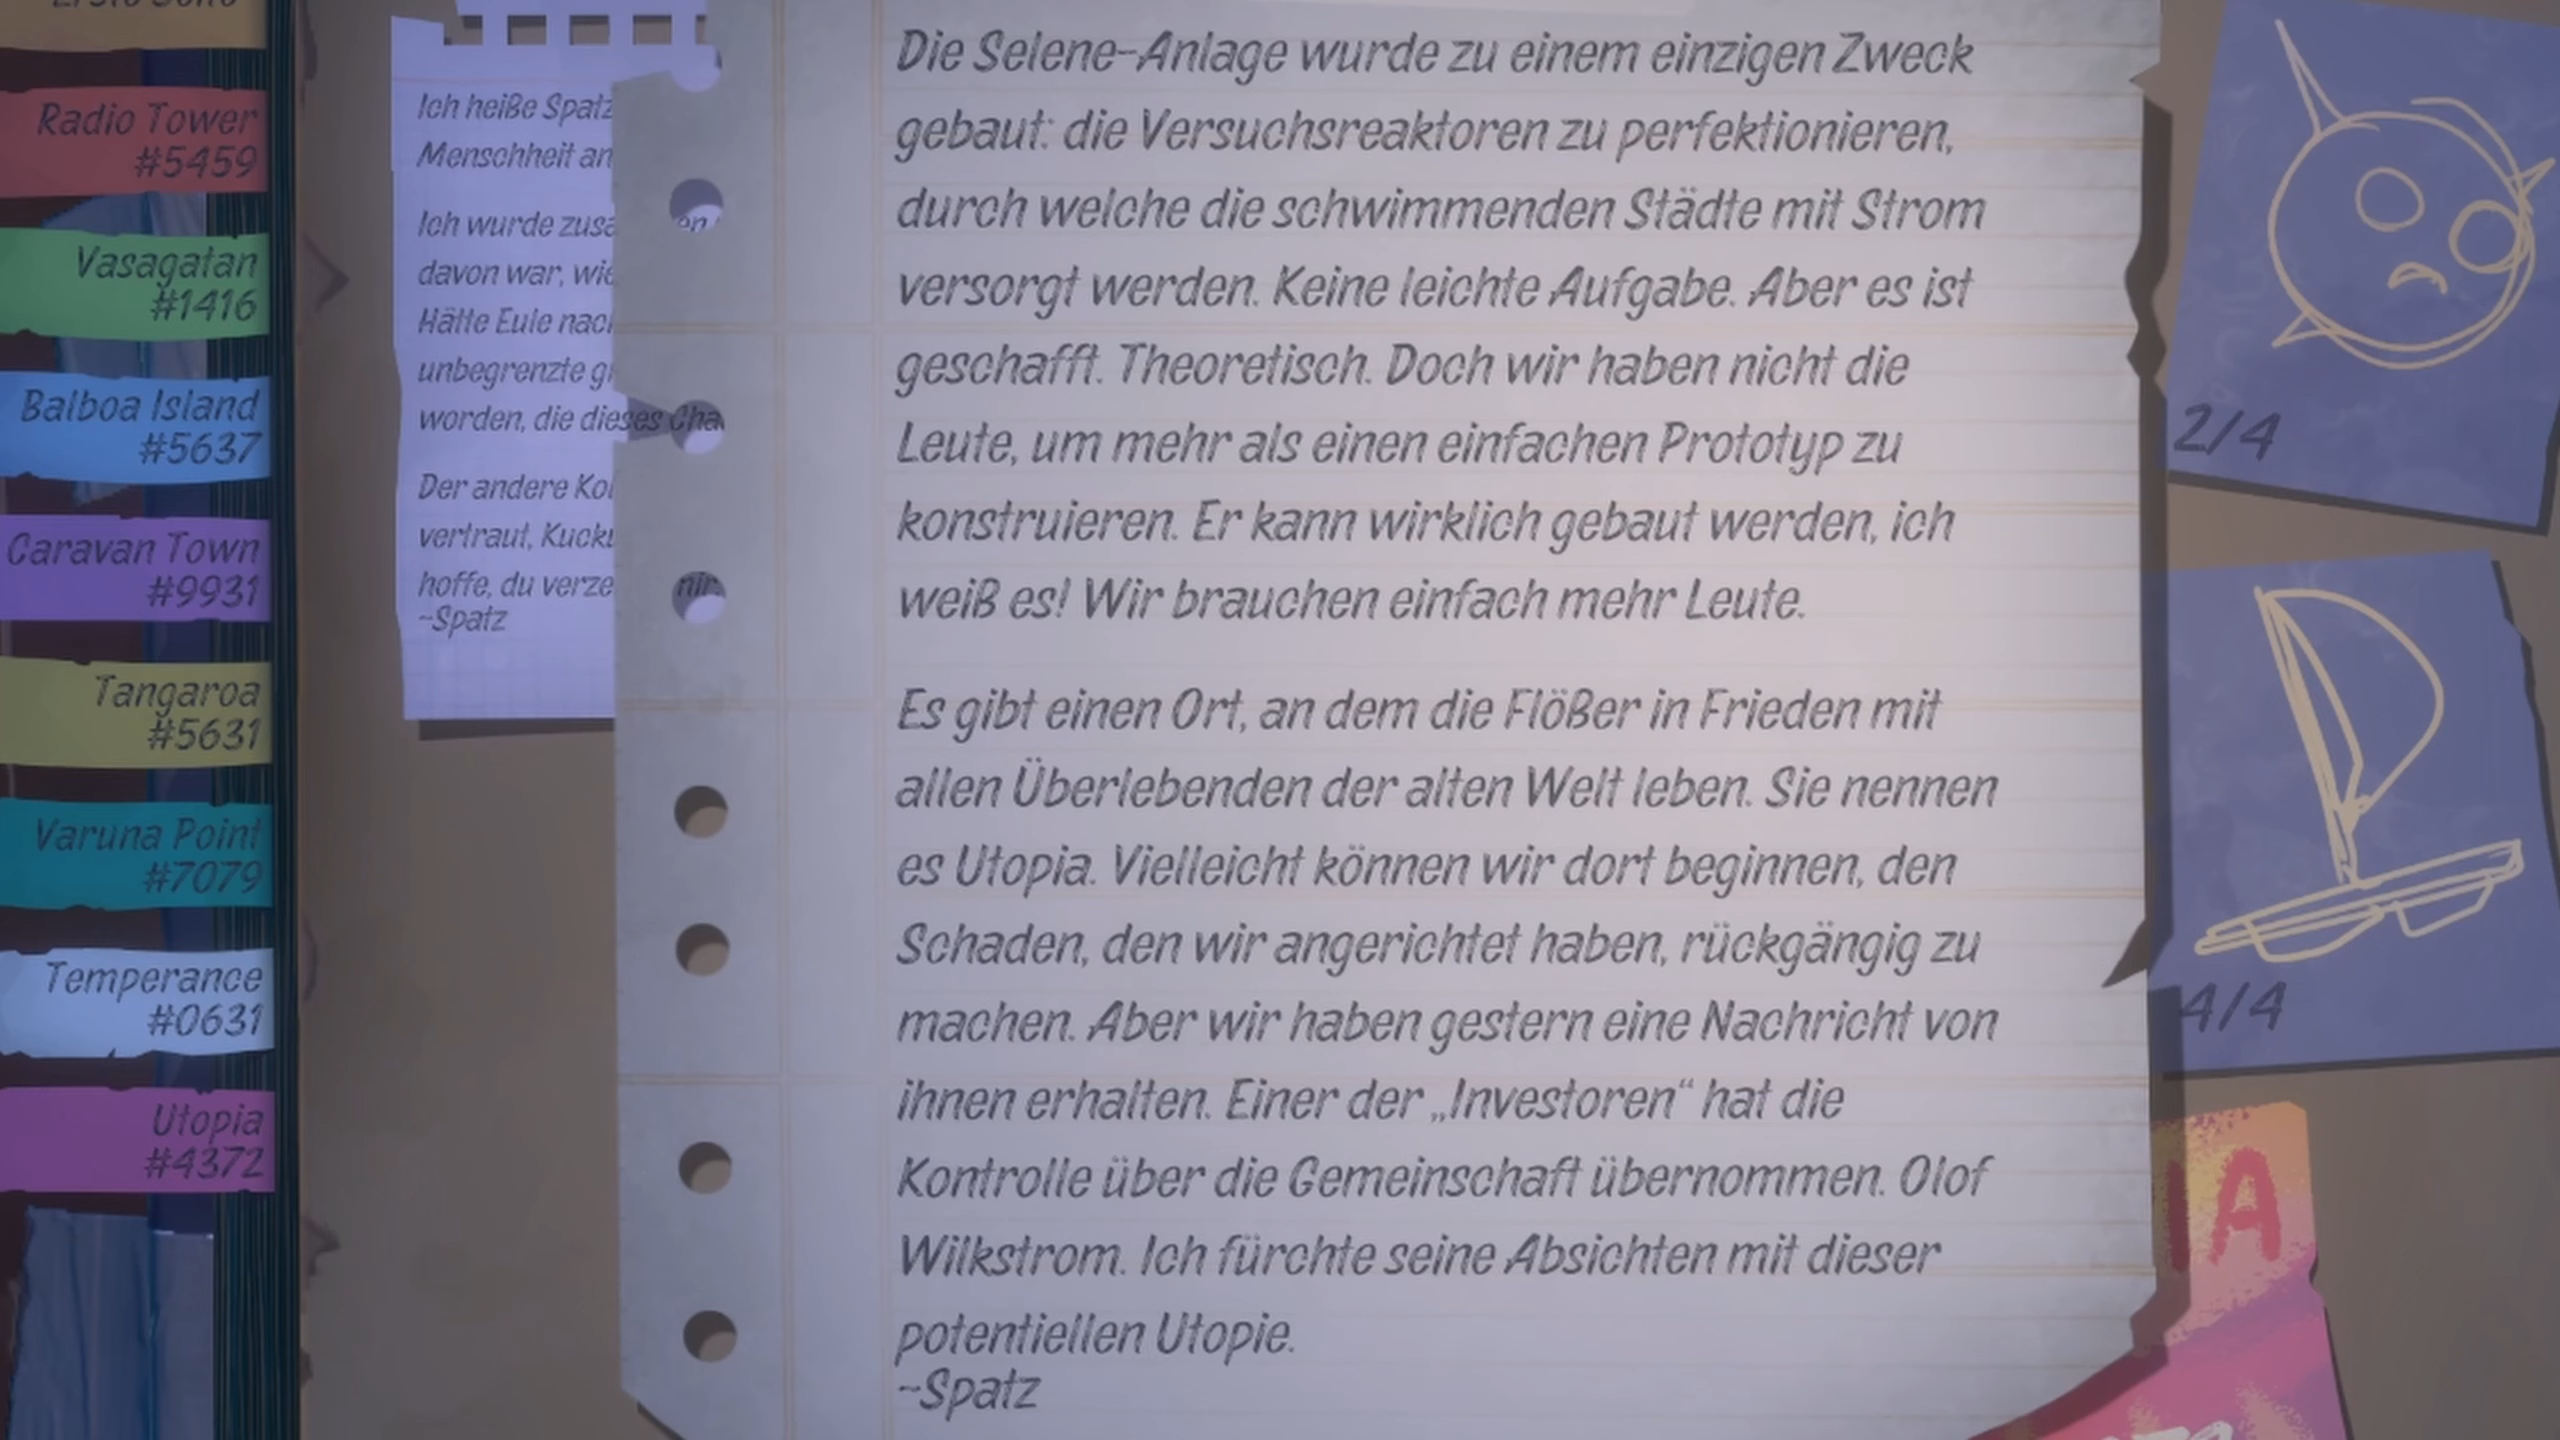 Radio Tower
#5459
Vasagatan
#1416
Balboa Island
#5637
Caravan Town
#9931
Tangaroa
#5631
Varuna Point
#7079
Temperance
#0631
Utopia
#4372
Ich heiße Spatz
Menschheit an
Ich wurde zusa
davon war, wie
Hätte Eule nach
unbegrenzte
worden, die dieses Cha
Der andere
vertraut,
hoffe, du verze
~Spatz
Die Selene-Anlage wurde zu einem einzigen Zweck
gebaut: die Versuchsreaktoren zu perfektionieren,
durch welche die schwimmenden Städte mit Strom
versorgt werden. Keine leichte Aufgabe. Aber es ist
geschafft. Theoretisch. Doch wir haben nicht die
Leute, um mehr als einen einfachen Prototyp zu
konstruieren. Er kann wirklich gebaut werden, ich
weiß es! Wir brauchen einfach mehr Leute.
Es gibt einen Ort, an dem die Flößer in Frieden mit
allen Überlebenden der alten Welt leben. Sie nennen
es Utopia. Vielleicht können wir dort beginnen, den
Schaden, den wir angerichtet haben, rückgängig zu
machen. Aber wir haben gestern eine Nachricht von
ihnen erhalten. Einer der „Investoren“ hat die
Kontrolle über die Gemeinschaft übernommen. Olof
Wilkstrom. Ich fürchte seine Absichten mit dieser
potentiellen Utopie.
~Spatz
2/4
4/4
IA